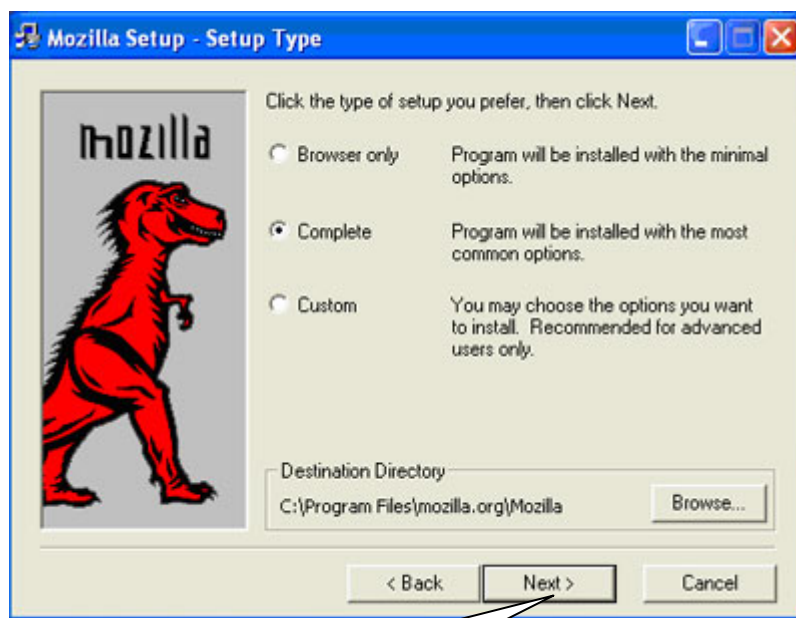 Mozilla Setup - Setup Type
mozilla
Click the type of setup you prefer, then click Next.
Browser only
Program will be installed with the minimal
options.
Complete
Program will be installed with the most
common options.
Custom
You may choose the options you want
to install. Recommended for advanced
users only.
Destination Directory
C:\Program Files\mozilla.org\Mozilla
Browse...
< Back
Next >
Cancel